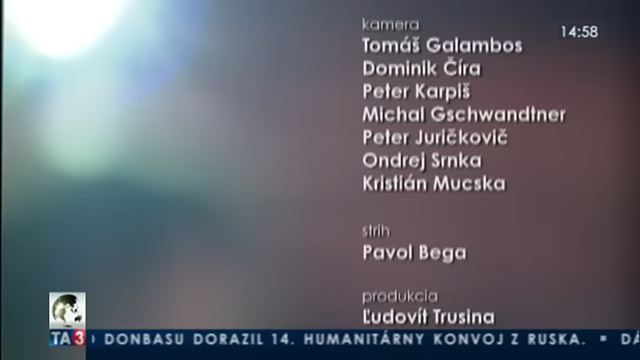 kamera
14:58
Tomáš Galambos
Dominik Číra
Peter Karpiš
Michal Gschwandtner
Peter Juričkovič
Ondrej Srnka
Kristián Mucska
strih
Pavol Bega
produkcia
Ľudovít Trusina
TA3 DONBASU DORAZIL 14. HUMANITÁRNY KONVOJ Z RUSKA. ▪ DÁ